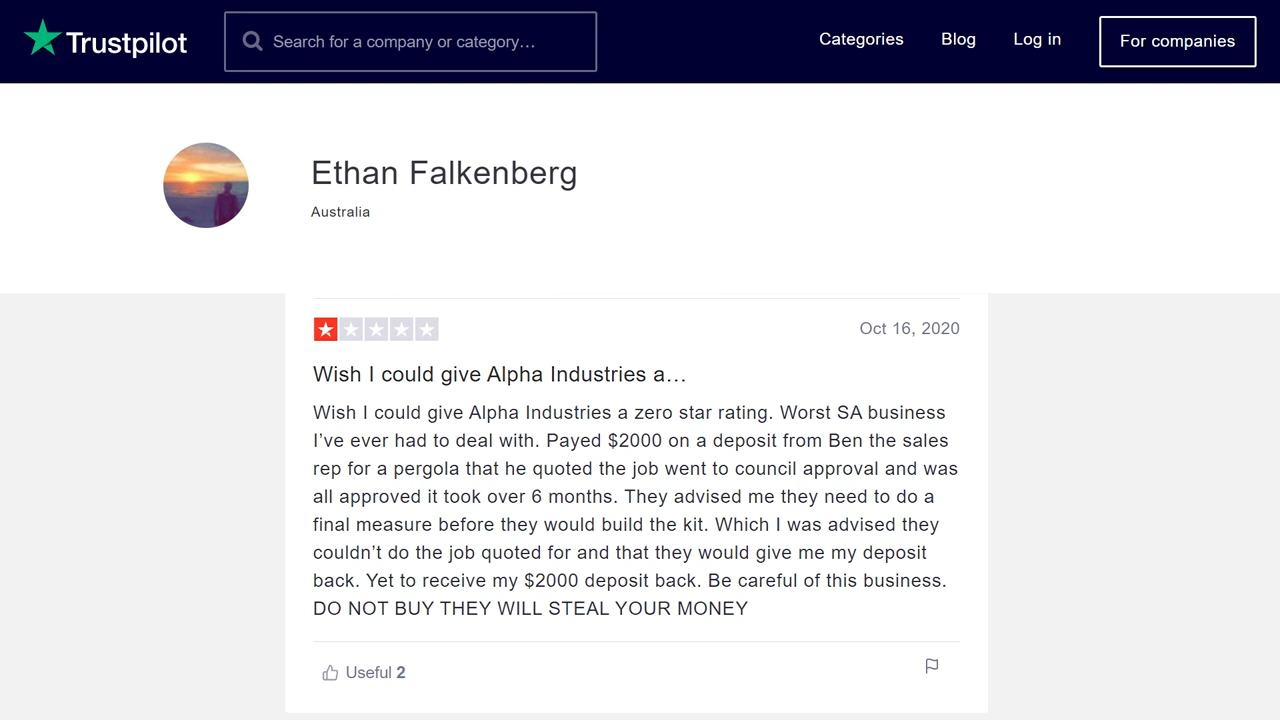 Trustpilot
Search for a company or category…
Categories
Blog
Log in
For companies
Ethan Falkenberg
Australia
Oct 16, 2020
Wish I could give Alpha Industries a…
Wish I could give Alpha Industries a zero star rating. Worst SA business
I’ve ever had to deal with. Payed $2000 on a deposit from Ben the sales
rep for a pergola that he quoted the job went to council approval and was
all approved it took over 6 months. They advised me they need to do a
final measure before they would build the kit. Which I was advised they
couldn’t do the job quoted for and that they would give me my deposit
back. Yet to receive my $2000 deposit back. Be careful of this business.
DO NOT BUY THEY WILL STEAL YOUR MONEY
Useful 2